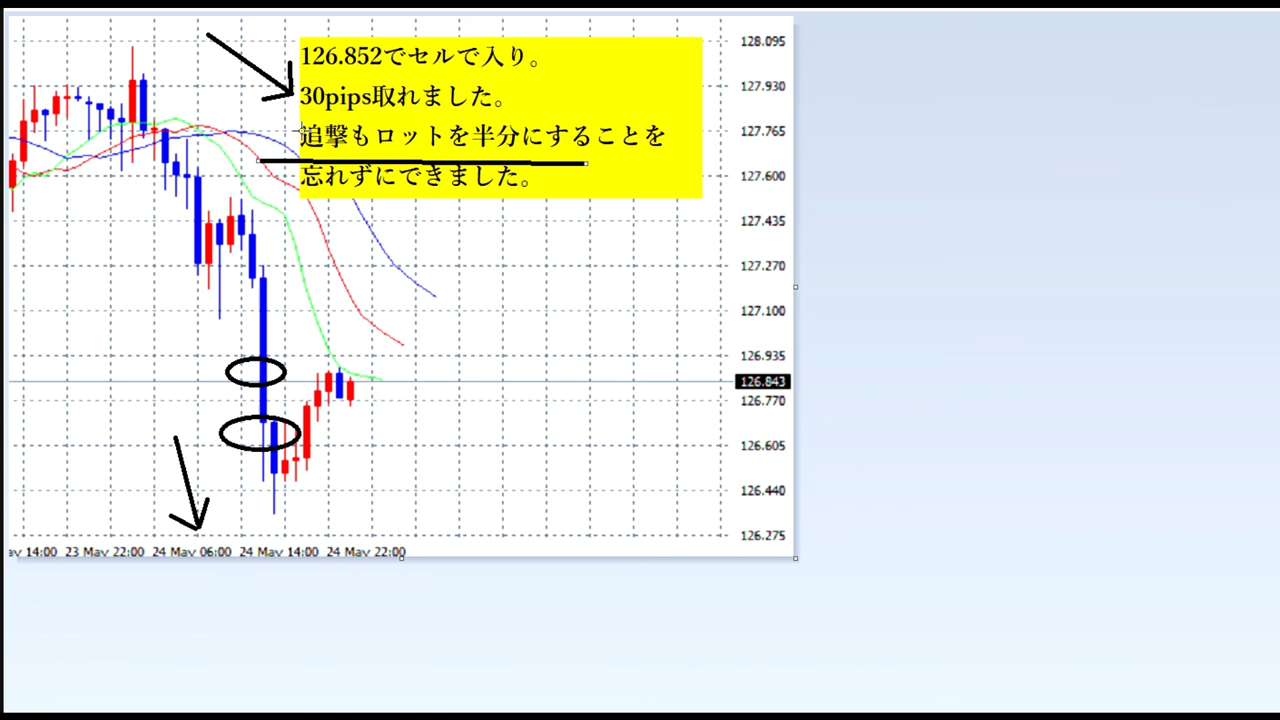 126.852でセルで入り。
30pips取れました。
追撃もロットを半分にすることを
忘れずにできました。
128.095
127.930
127.765
127.600
127.435
127.270
127.100
126.935
126.843
126.770
126.605
126.440
126.275
ay 14:00 23 May 22:00 24 May 06:00 24 May 14:00 24 May 22:00